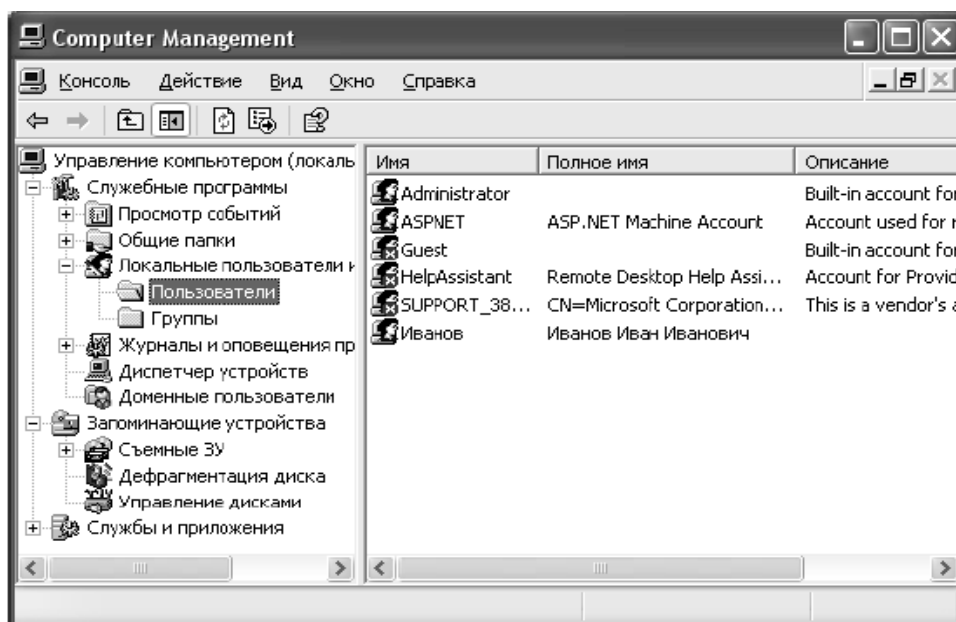 Computer Management
Консоль Действие Вид Окно Справка
Управление компьютером (локаль
Служебные программы
Просмотр событий
Общие папки
Локальные пользователи и
Пользователи
Группы
Журналы и оповещения пр
Диспетчер устройств
Доменные пользователи
Запоминающие устройства
Съемные ЗУ
Дефрагментация диска
Управление дисками
Службы и приложения
Имя Полное имя Описание
Administrator Built-in account for
ASPNET ASP.NET Machine Account Account used for r
Guest Built-in account for
HelpAssistant Remote Desktop Help Assi... Account for Provid
SUPPORT_38... CN=Microsoft Corporation... This is a vendor's a
Иванов Иванов Иван Иванович